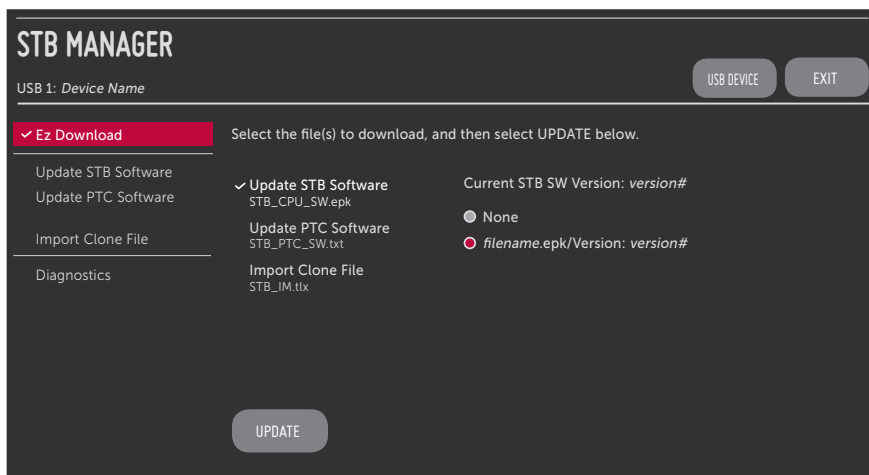 STB MANAGER
USB 1: Device Name
USB DEVICE
EXIT
Ez Download
Update STB Software
Update PTC Software
Import Clone File
Diagnostics
Select the file(s) to download, and then select UPDATE below.
Update STB Software
STB_CPU_SW.epk
Update PTC Software
STB_PTC_SW.txt
Import Clone File
STB_IM.tlx
Current STB SW Version: version#
None
filename.epk/Version: version#
UPDATE